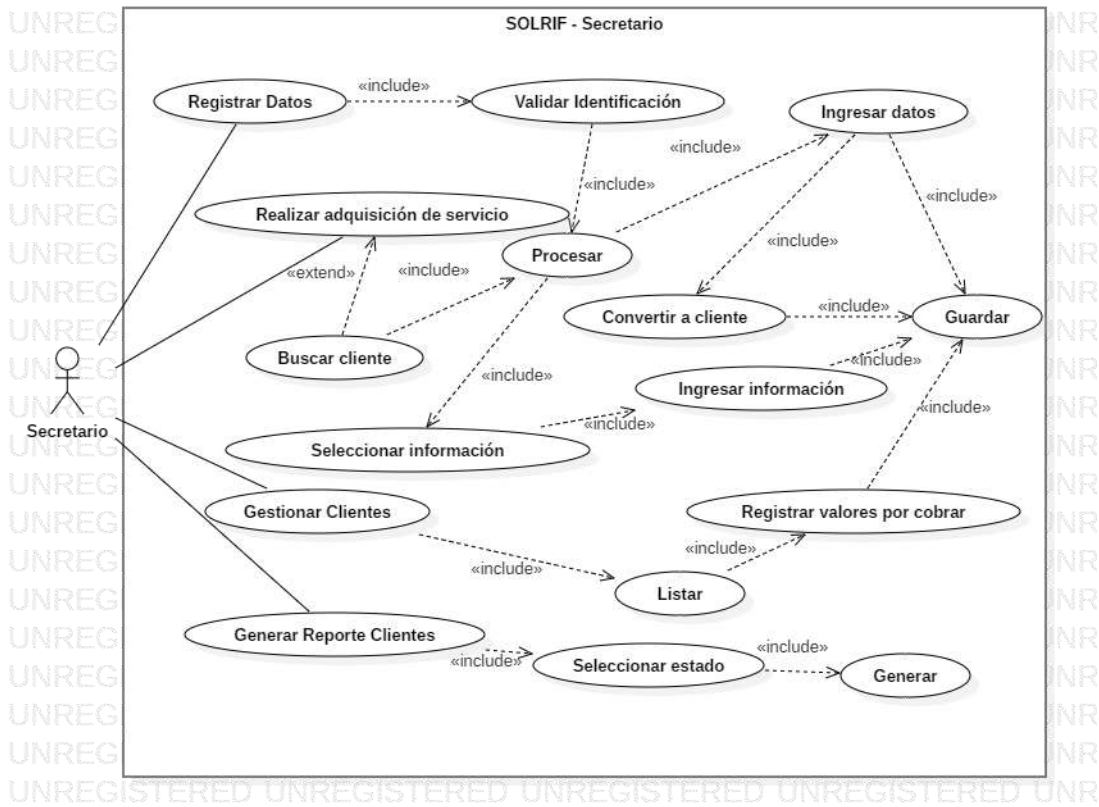 SOLRIF - Secretario
Registrar Datos
«include»
Validar Identificación
Ingresar datos
«include»
«include»
«include»
Realizar adquisición de servicio
«include»
Procesar
«extend»
«include»
Convertir a cliente
«include»
Guardar
Buscar cliente
«include»
«include»
Ingresar información
«include»
«include»
Secretario
Seleccionar información
Gestionar Clientes
Registrar valores por cobrar
«include»
«include»
Listar
Generar Reporte Clientes
«include»
Seleccionar estado
«include»
Generar
UNREGISTERED UNREGISTERED UNREGISTERED UNR